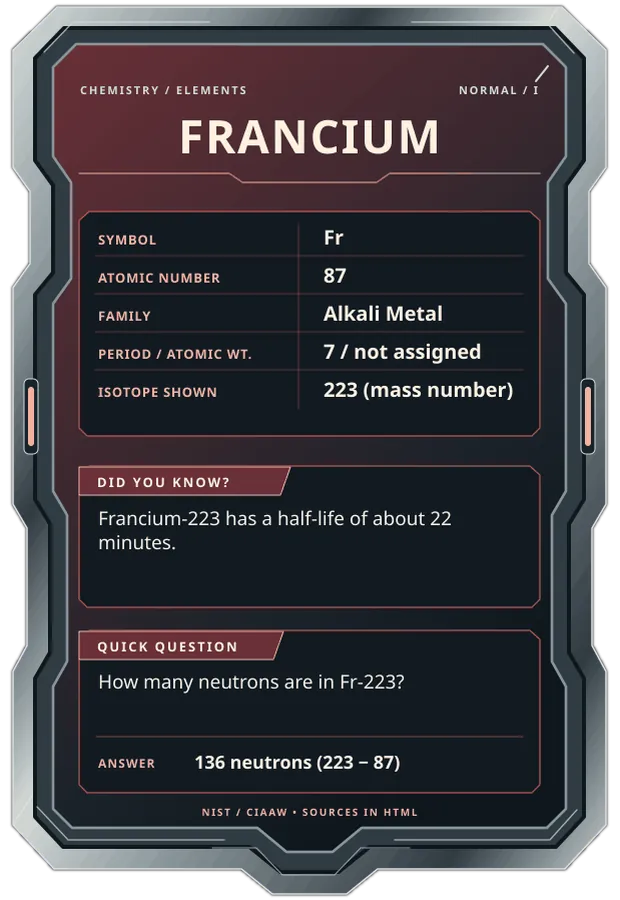 CHEMISTRY / ELEMENTS NORMAL / I
FRANCIUM
SYMBOL Fr
ATOMIC NUMBER 87
FAMILY Alkali Metal
PERIOD / ATOMIC WT. 7 / not assigned
ISOTOPE SHOWN 223 (mass number)
DID YOU KNOW?
Francium-223 has a half-life of about 22
minutes.
QUICK QUESTION
How many neutrons are in Fr-223?
ANSWER 136 neutrons (223 − 87)
NIST / CIAAW • SOURCES IN HTML